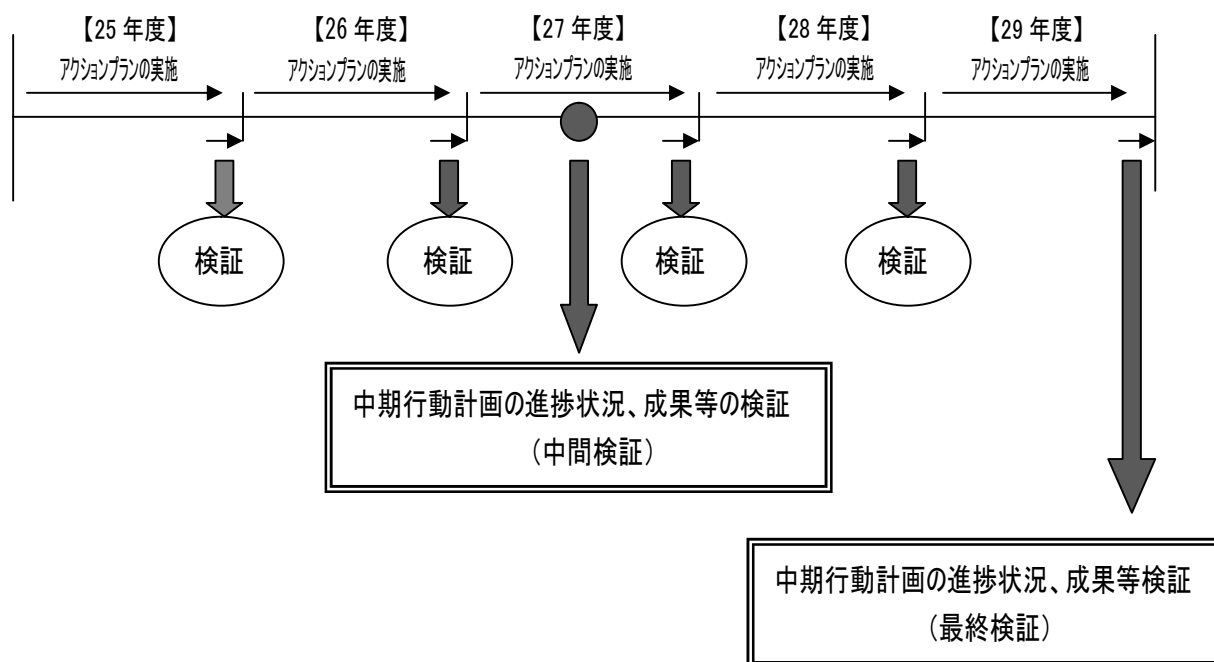 【25 年度】
アクションプランの実施
【26 年度】
アクションプランの実施
【27 年度】
アクションプランの実施
【28 年度】
アクションプランの実施
【29 年度】
アクションプランの実施
検証
検証
検証
検証
中期行動計画の進捗状況、成果等の検証
（中間検証）
中期行動計画の進捗状況、成果等検証
（最終検証）